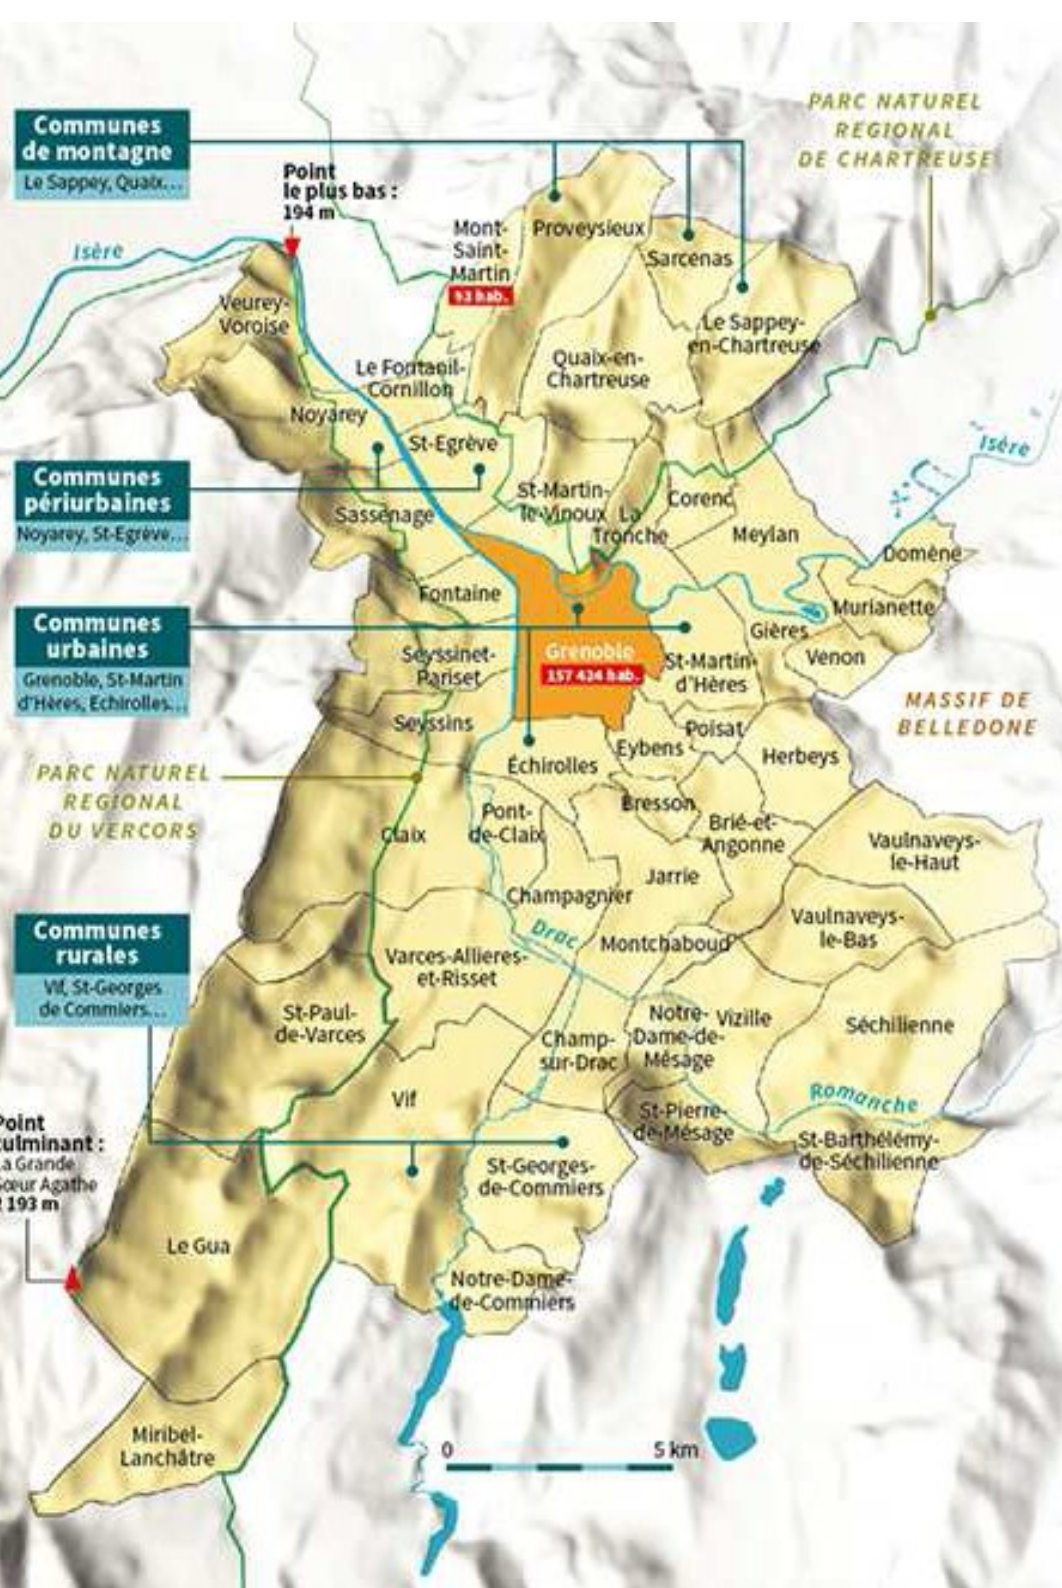 PARC NATUREL
REGIONAL
DE CHARTREUSE
Communes
de montagne
Le Sappey, Quaix...
Point
le plus bas :
194 m
Isère
Mont-
Saint-
Martin
93 hab.
Proveysieux
Sarcenas
Veurey-
Voroise
Le Sappey-
en-Chartreuse
Le Fontanil-
Cornillon
Quaix-en-
Chartreuse
Noyarey
St-Egrève
Isère
Communes
périurbaines
Noyarey, St-Egrève...
Sassenage
St-Martin-
le-Vinoux
La
Tronche
Corenc
Meylan
Domène
Fontaine
Murianette
Communes
urbaines
Grenoble, St-Martin
d'Hères, Echirolles...
Gières
Venon
Seyssinet-
Pariset
Grenoble
157 424 hab.
St-Martin-
d'Hères
MASSIF DE
BELLEDONE
Seyssins
Poisat
Eybens
Herbeys
Échirolles
PARC NATUREL
REGIONAL
DU VERCORS
Bresson
Pont-
de-Claix
Claix
Brié-et-
Angonne
Vaulnaveys-
le-Haut
Jarrie
Champagnier
Communes
rurales
Vif, St-Georges
de Commiers...
Vaulnaveys-
le-Bas
Drac
Montchaboud
Varces-Allieres-
et-Risset
St-Paul-
de-Varces
Notre-
Dame-de-
Mésage
Vizille
Séchilienne
Champ-
sur-Drac
Vif
Romanche
St-Pierre-
de-Mésage
Point
culminant :
La Grande
Sœur Agathe
2 193 m
St-Barthélémy-
de-Séchilienne
St-Georges-
de-Commiers
Le Gua
Notre-Dame-
de-Commiers
Miribel-
Lanchâtre
0 5 km